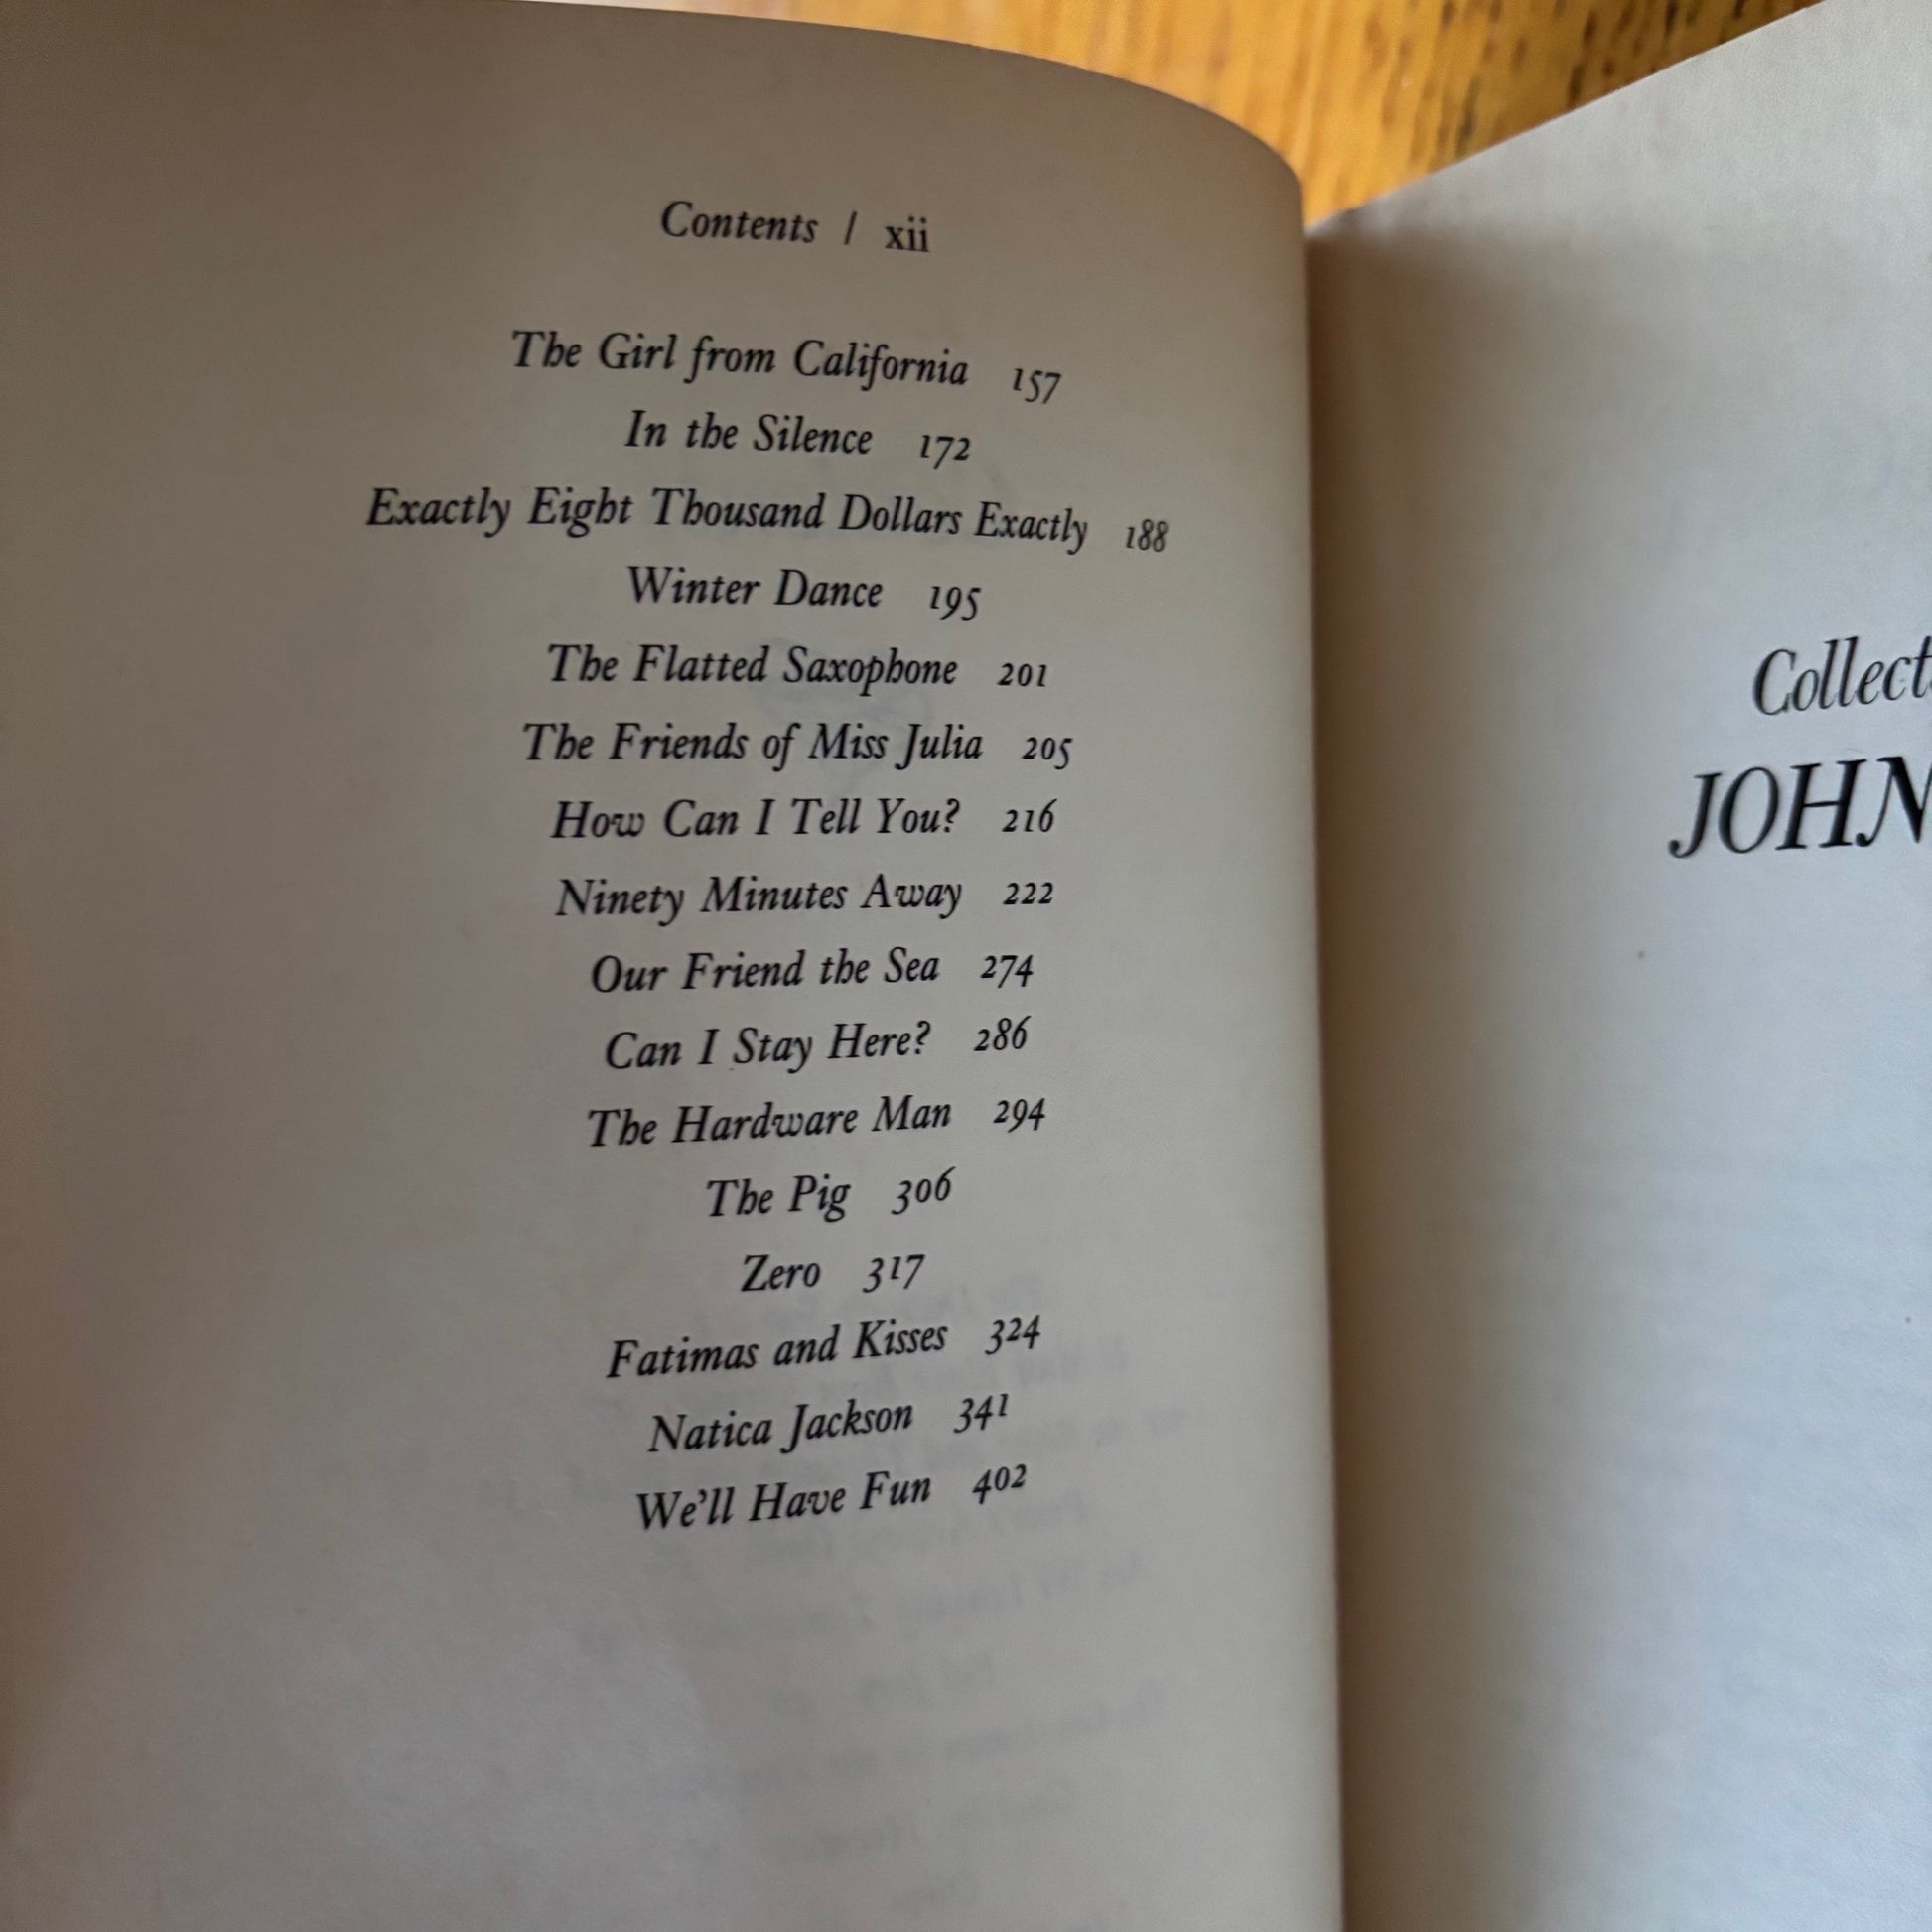 Contents / xii
The Girl from California 157
In the Silence 172
Exactly Eight Thousand Dollars Exactly 188
Winter Dance 195
The Flatted Saxophone 201
The Friends of Miss Julia 205
How Can I Tell You? 216
Ninety Minutes Away 222
Our Friend the Sea 274
Can I Stay Here? 286
The Hardware Man 294
The Pig 306
Zero 317
Fatimas and Kisses 324
Natica Jackson 341
We'll Have Fun 402
Collect
JOHN